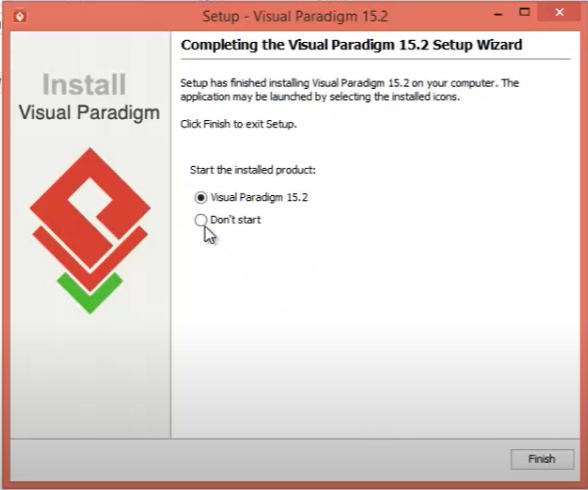 Setup - Visual Paradigm 15.2
Completing the Visual Paradigm 15.2 Setup Wizard
Install
Visual Paradigm
Setup has finished installing Visual Paradigm 15.2 on your computer. The
application may be launched by selecting the installed icons.
Click Finish to exit Setup.
Start the installed product:
Visual Paradigm 15.2
Don't start
Finish